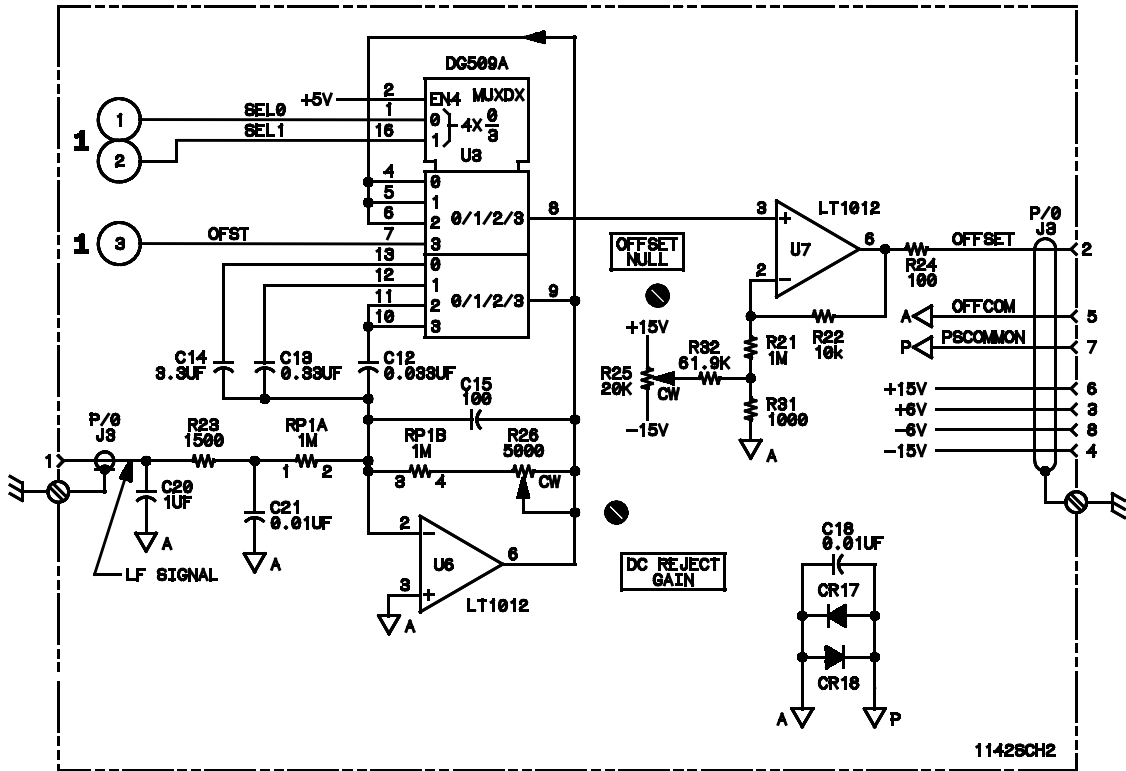 DG509A
+5V
2
EN4
MUXDX
1
SEL0
1
0
4X 0/3
1
2
SEL1
16
1
U3
4
0
5
1
6
2
0/1/2/3
8
1
3
OFST
7
3
13
0
12
1
11
2
0/1/2/3
9
10
3
C14
3.3UF
C13
0.33UF
C12
0.033UF
C15
100
P/0
J3
1
R23
1500
RP1A
1M
1
2
RP1B
1M
3
4
R26
5000
CW
C20
1UF
A
C21
0.01UF
A
LF SIGNAL
2
-
U6
6
3
+
LT1012
A
OFFSET
NULL
+15V
R25
20K
CW
-15V
R32
61.9K
R21
1M
R31
1000
A
3
+
LT1012
U7
6
2
-
R22
10k
R24
100
OFFSET
P/0
J3
2
A
OFFCOM
5
P
PSCOMMON
7
+15V
6
+6V
3
-6V
8
-15V
4
DC REJECT
GAIN
C18
0.01UF
CR17
CR18
A
P
1142SCH2